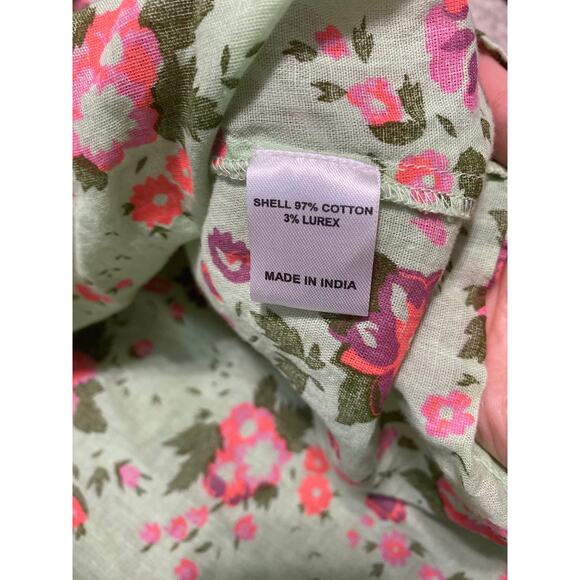 SHELL 97% COTTON
3% LUREX
MADE IN INDIA